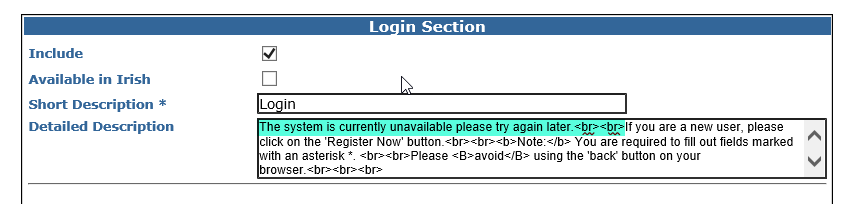 Login Section
Include
Available in Irish
Short Description *
Login
Detailed Description
The system is currently unavailable please try again later.<br><br>If you are a new user, please
click on the 'Register Now' button.<br><br><b>Note:</b> You are required to fill out fields marked
with an asterisk *. <br><br>Please <B>avoid</B> using the 'back' button on your
browser.<br><br><br>